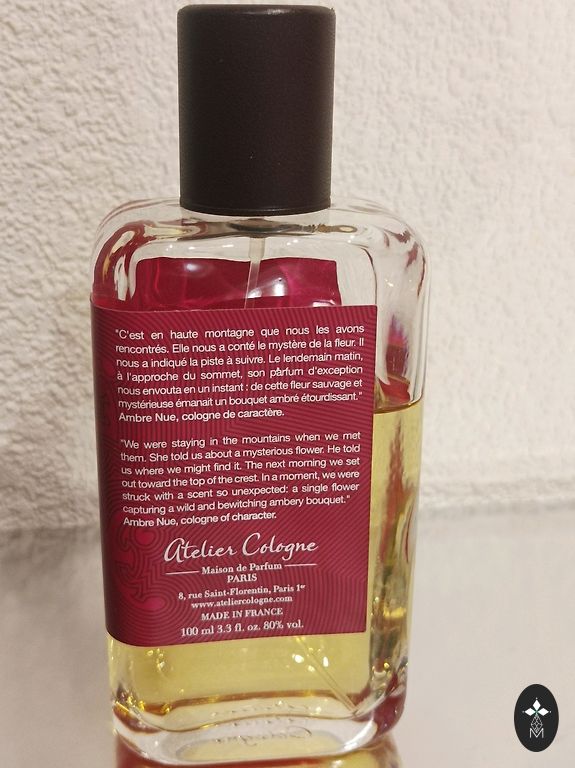 "C'est en haute montagne que nous les avons
rencontrés. Elle nous a conté le mystère de la fleur. Il
nous a indiqué la piste à suivre. Le lendemain matin,
à l'approche du sommet, son parfum d'exception
nous envouta en un instant : de cette fleur sauvage et
mystérieuse émanait un bouquet ambré étourdissant."
Ambre Nue, cologne de caractère.
"We were staying in the mountains when we met
them. She told us about a mysterious flower. He told
us where we might find it. The next morning we set
out toward the top of the crest. In a moment, we were
struck with a scent so unexpected: a single flower
capturing a wild and bewitching ambery bouquet."
Ambre Nue, cologne of character.
Atelier Cologne
Maison de Parfum
PARIS
8, rue Saint-Florentin, Paris 1er
www.ateliercologne.com
MADE IN FRANCE
100 ml 3.3 fl. oz. 80% vol.